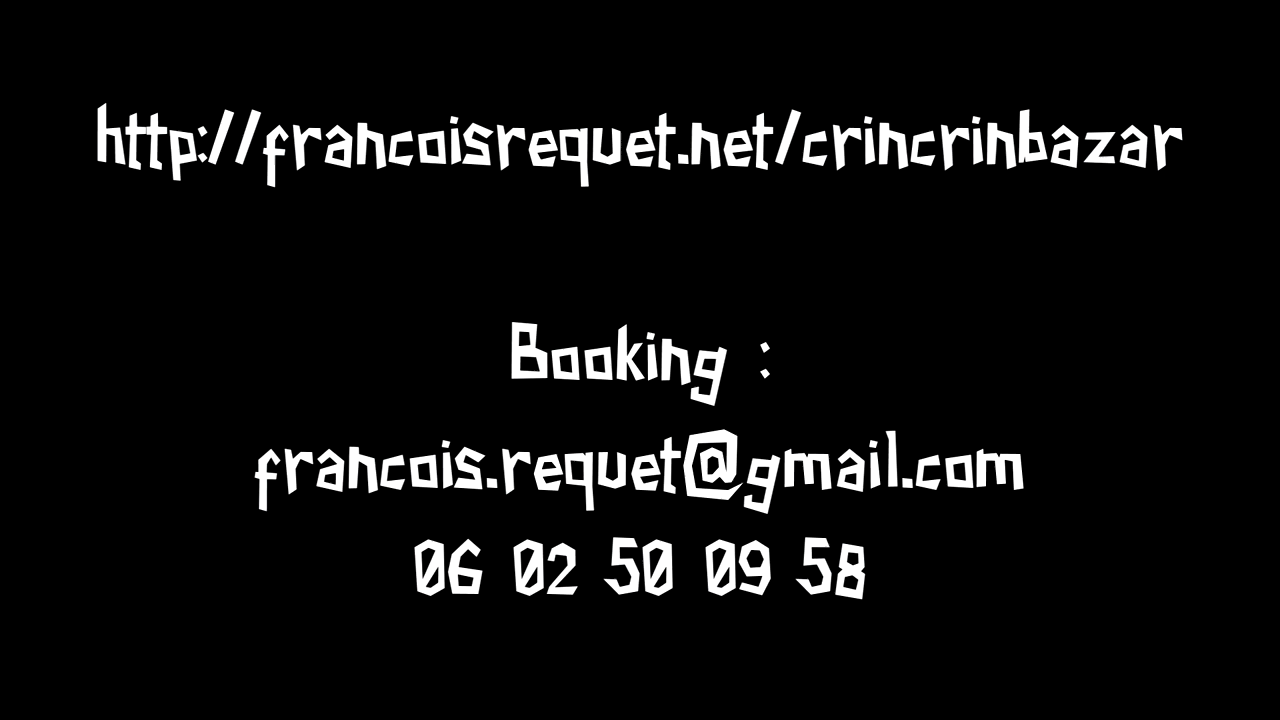 http://francoisrequet.net/crincrinbazar
Booking :
francois.requet@gmail.com
06 02 50 09 58